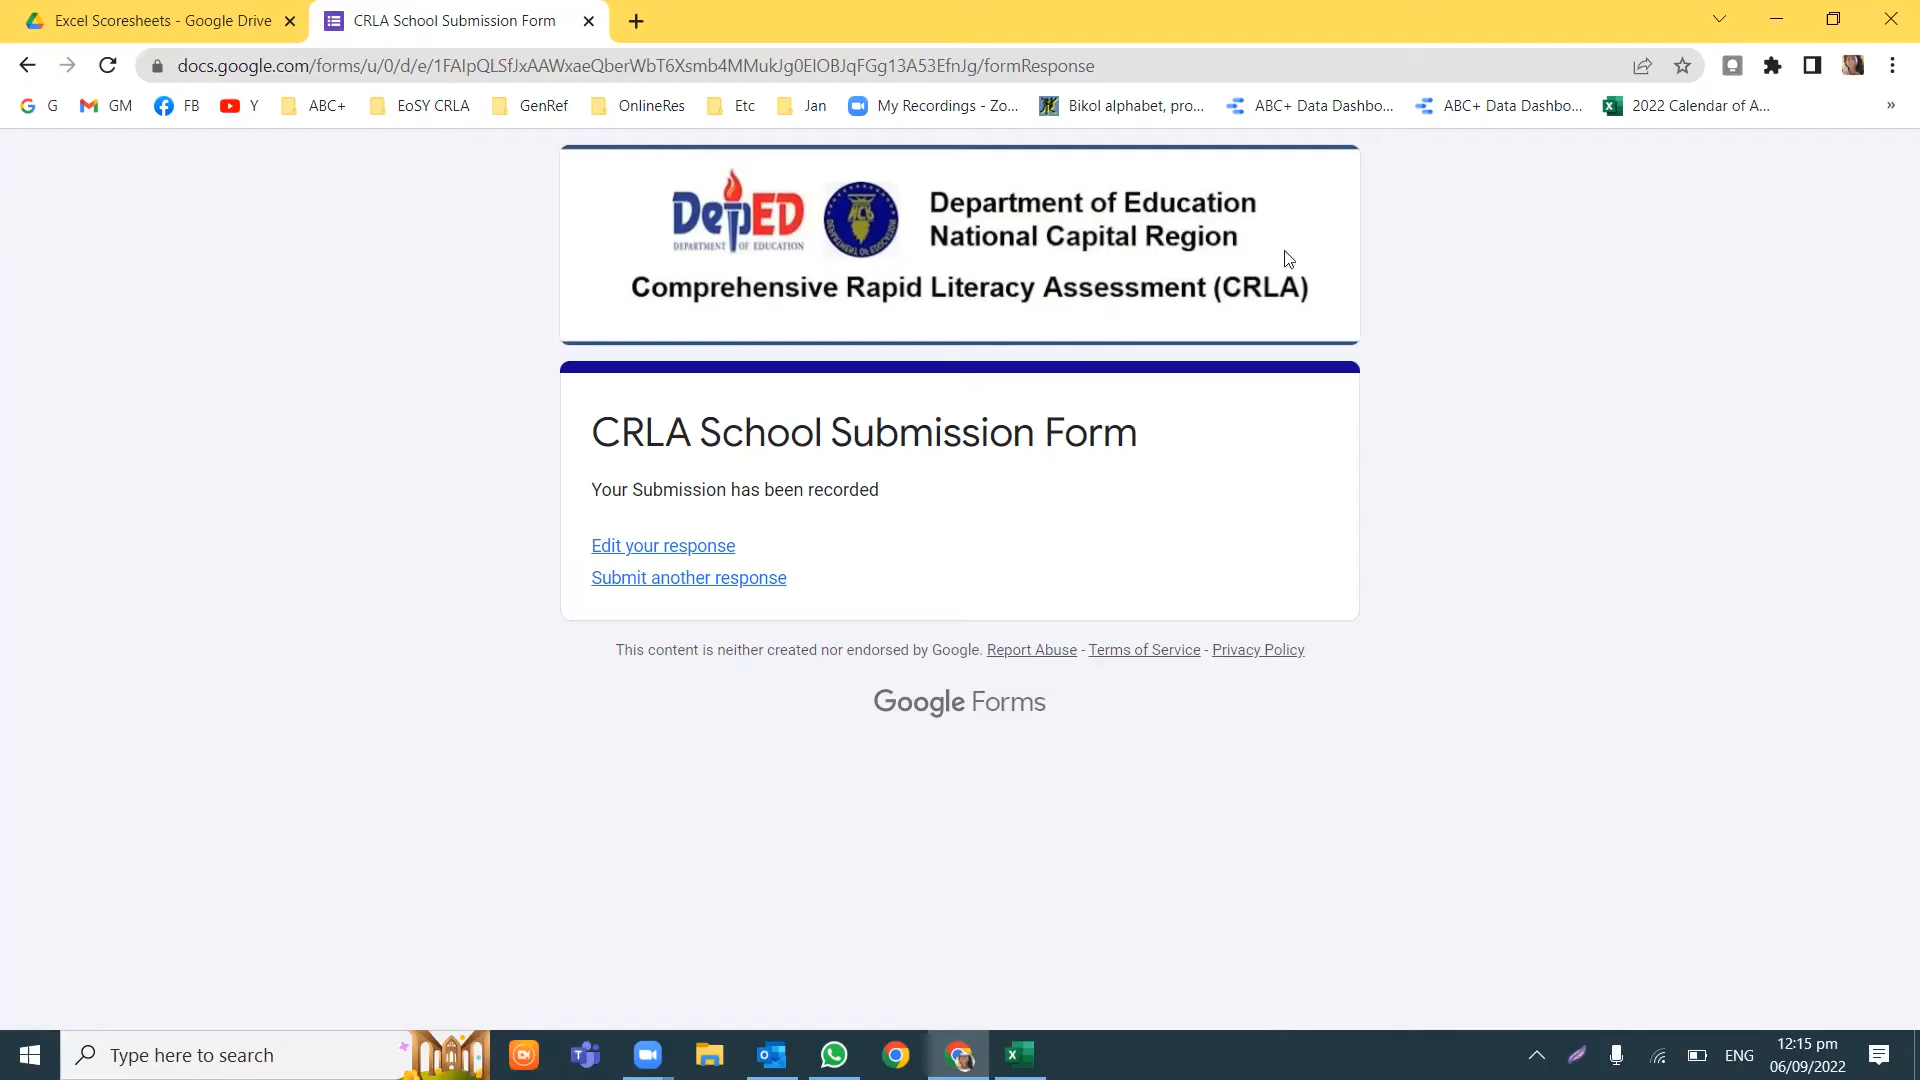 Excel Scoresheets - Google Drive
CRLA School Submission Form
docs.google.com/forms/u/0/d/e/1FAIpQLSfJxAAWxaeQberWbT6Xsmb4MMukJg0EIOBJqFGg13A53EfnJg/formResponse
G GM FB Y ABC+ EoSY CRLA GenRef OnlineRes Etc Jan My Recordings - Zo... Bikol alphabet, pro... ABC+ Data Dashbo... ABC+ Data Dashbo... 2022 Calendar of A... »
DepED
DEPARTMENT OF EDUCATION
Department of Education
National Capital Region
Comprehensive Rapid Literacy Assessment (CRLA)
CRLA School Submission Form
Your Submission has been recorded
Edit your response
Submit another response
This content is neither created nor endorsed by Google. Report Abuse - Terms of Service - Privacy Policy
Google Forms
Type here to search
ENG
12:15 pm
06/09/2022